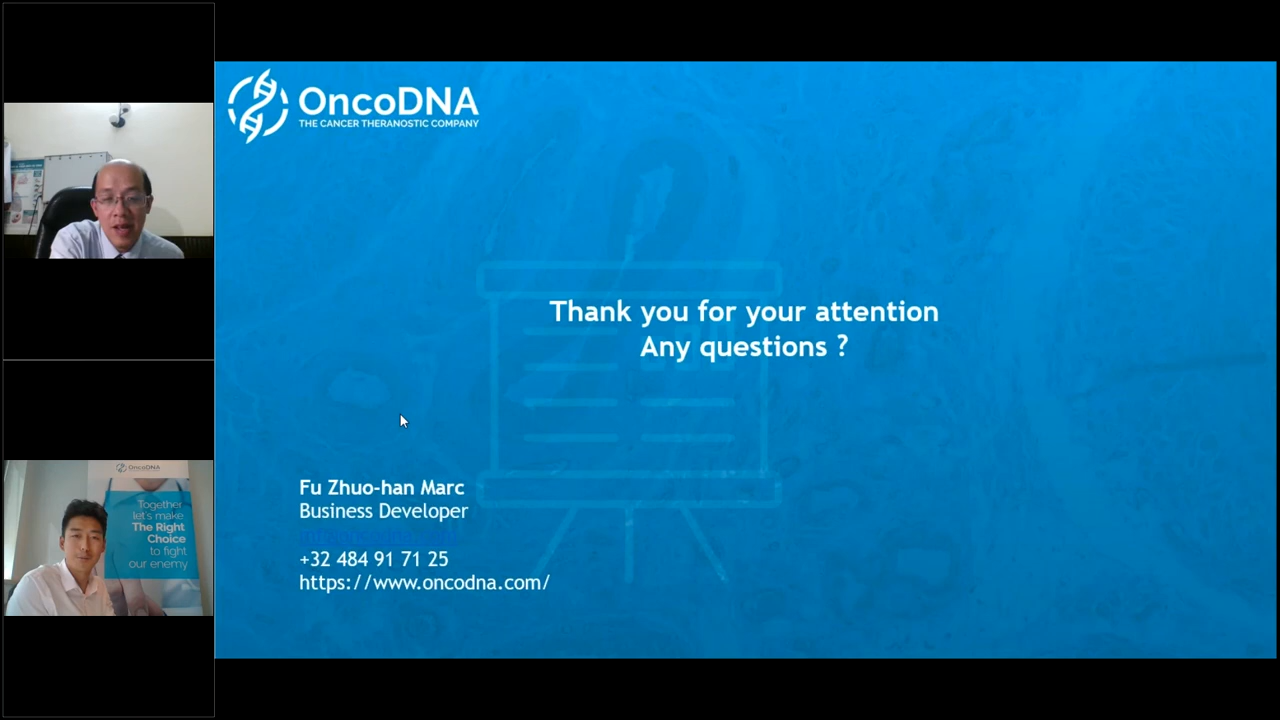 OncoDNA
THE CANCER THERANOSTIC COMPANY
Thank you for your attention
Any questions ?
Fu Zhuo-han Marc
Business Developer
+32 484 91 71 25
https://www.oncodna.com/
OncoDNA
Together
let's make
The Right
Choice
to fight
our enemy